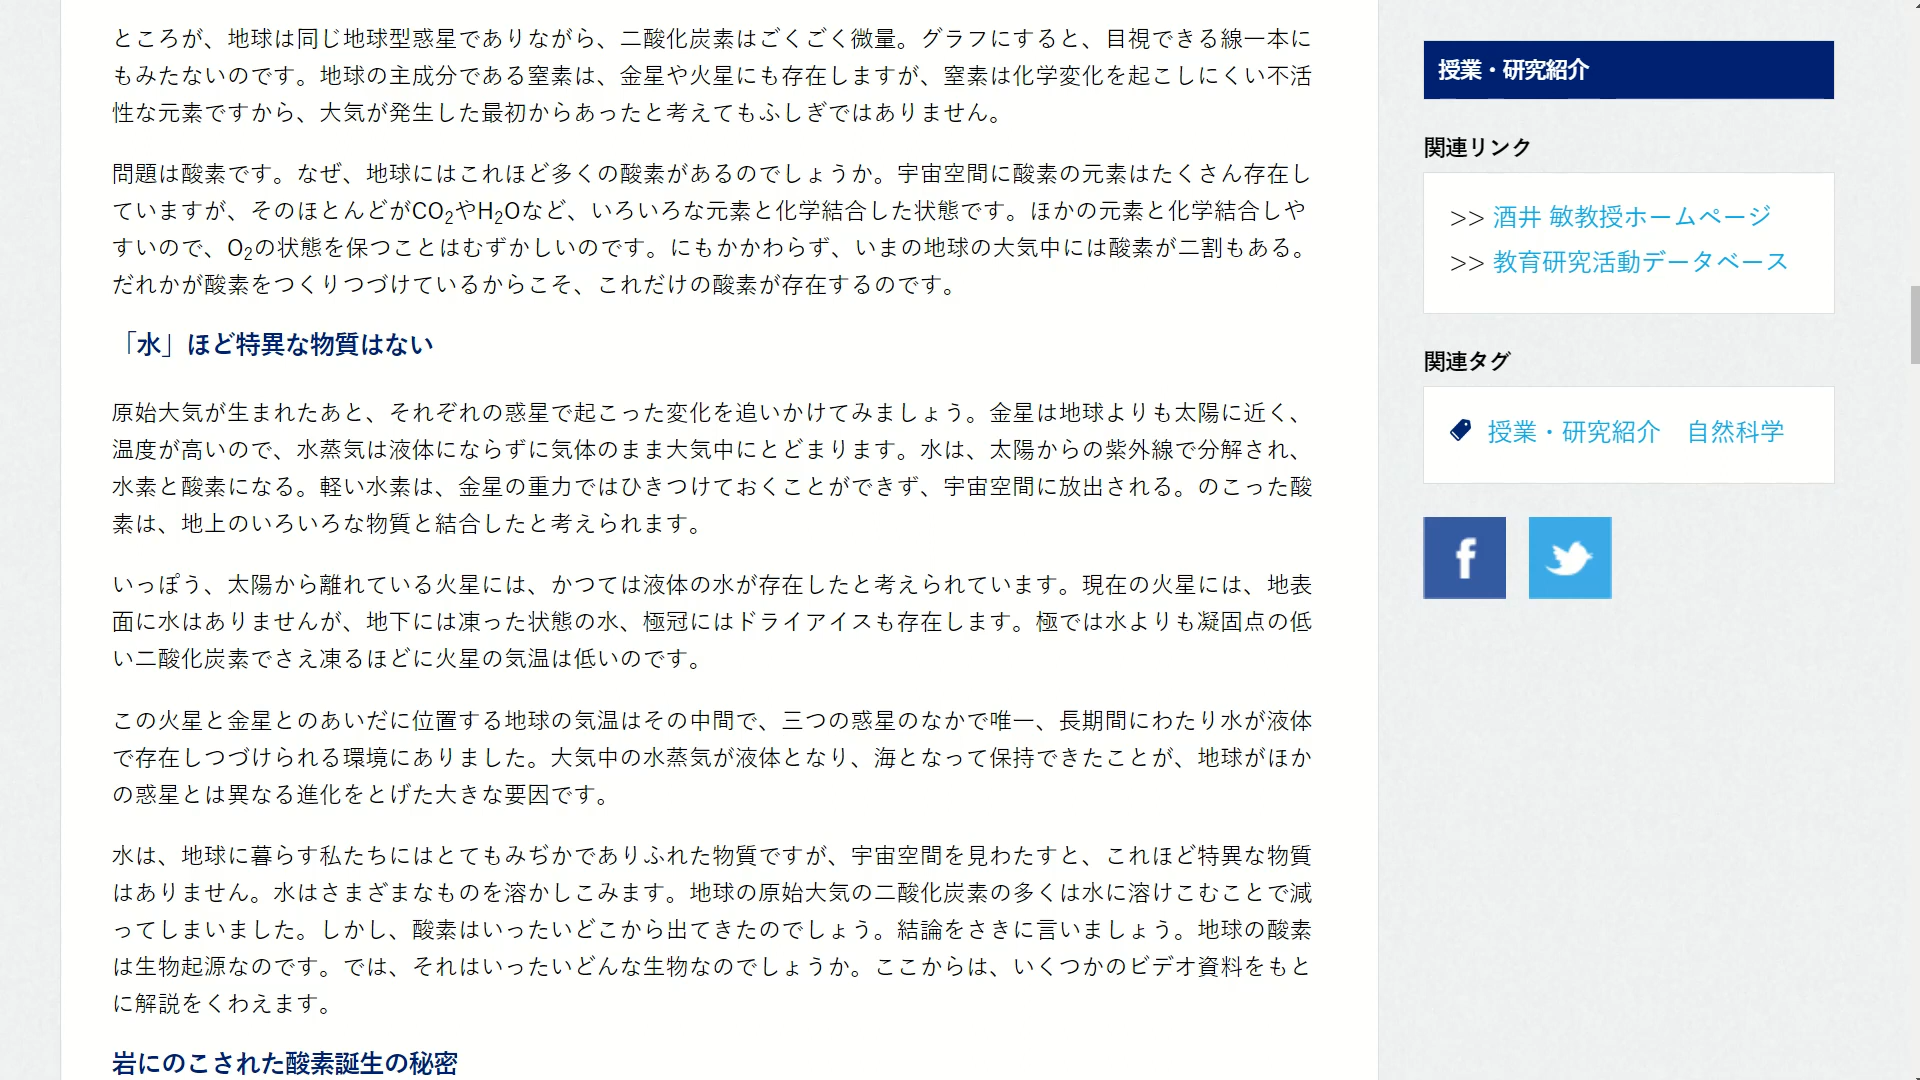 ところが、地球は同じ地球型惑星でありながら、二酸化炭素はごくごく微量。グラフにすると、目視できる線一本に
もみたないのです。地球の主成分である窒素は、金星や火星にも存在しますが、窒素は化学変化を起こしにくい不活
性な元素ですから、大気が発生した最初からあったと考えてもふしぎではありません。
問題は酸素です。なぜ、地球にはこれほど多くの酸素があるのでしょうか。宇宙空間に酸素の元素はたくさん存在し
ていますが、そのほとんどがCO2やH2Oなど、いろいろな元素と化学結合した状態です。ほかの元素と化学結合しや
すいので、O2の状態を保つことはむずかしいのです。にもかかわらず、いまの地球の大気中には酸素が二割もある。
だれかが酸素をつくりつづけているからこそ、これだけの酸素が存在するのです。
「水」ほど特異な物質はない
原始大気が生まれたあと、それぞれの惑星で起こった変化を追いかけてみましょう。金星は地球よりも太陽に近く、
温度が高いので、水蒸気は液体にならずに気体のまま大気中にとどまります。水は、太陽からの紫外線で分解され、
水素と酸素になる。軽い水素は、金星の重力ではひきつけておくことができず、宇宙空間に放出される。のこった酸
素は、地上のいろいろな物質と結合したと考えられます。
いっぽう、太陽から離れている火星には、かつては液体の水が存在したと考えられています。現在の火星には、地表
面に水はありませんが、地下には凍った状態の水、極冠にはドライアイスも存在します。極では水よりも凝固点の低
い二酸化炭素でさえ凍るほどに火星の気温は低いのです。
この火星と金星とのあいだに位置する地球の気温はその中間で、三つの惑星のなかで唯一、長期間にわたり水が液体
で存在しつづけられる環境にありました。大気中の水蒸気が液体となり、海となって保持できたことが、地球がほか
の惑星とは異なる進化をとげた大きな要因です。
水は、地球に暮らす私たちにはとてもみぢかでありふれた物質ですが、宇宙空間を見わたすと、これほど特異な物質
はありません。水はさまざまなものを溶かしこみます。地球の原始大気の二酸化炭素の多くは水に溶けこむことで減
ってしまいました。しかし、酸素はいったいどこから出てきたのでしょう。結論をさきに言いましょう。地球の酸素
は生物起源なのです。では、それはいったいどんな生物なのでしょうか。ここからは、いくつかのビデオ資料をもと
に解説をくわえます。
岩にのこされた酸素誕生の秘密
授業・研究紹介
関連リンク
>> 酒井 敏教授ホームページ
>> 教育研究活動データベース
関連タグ
授業・研究紹介　自然科学
f